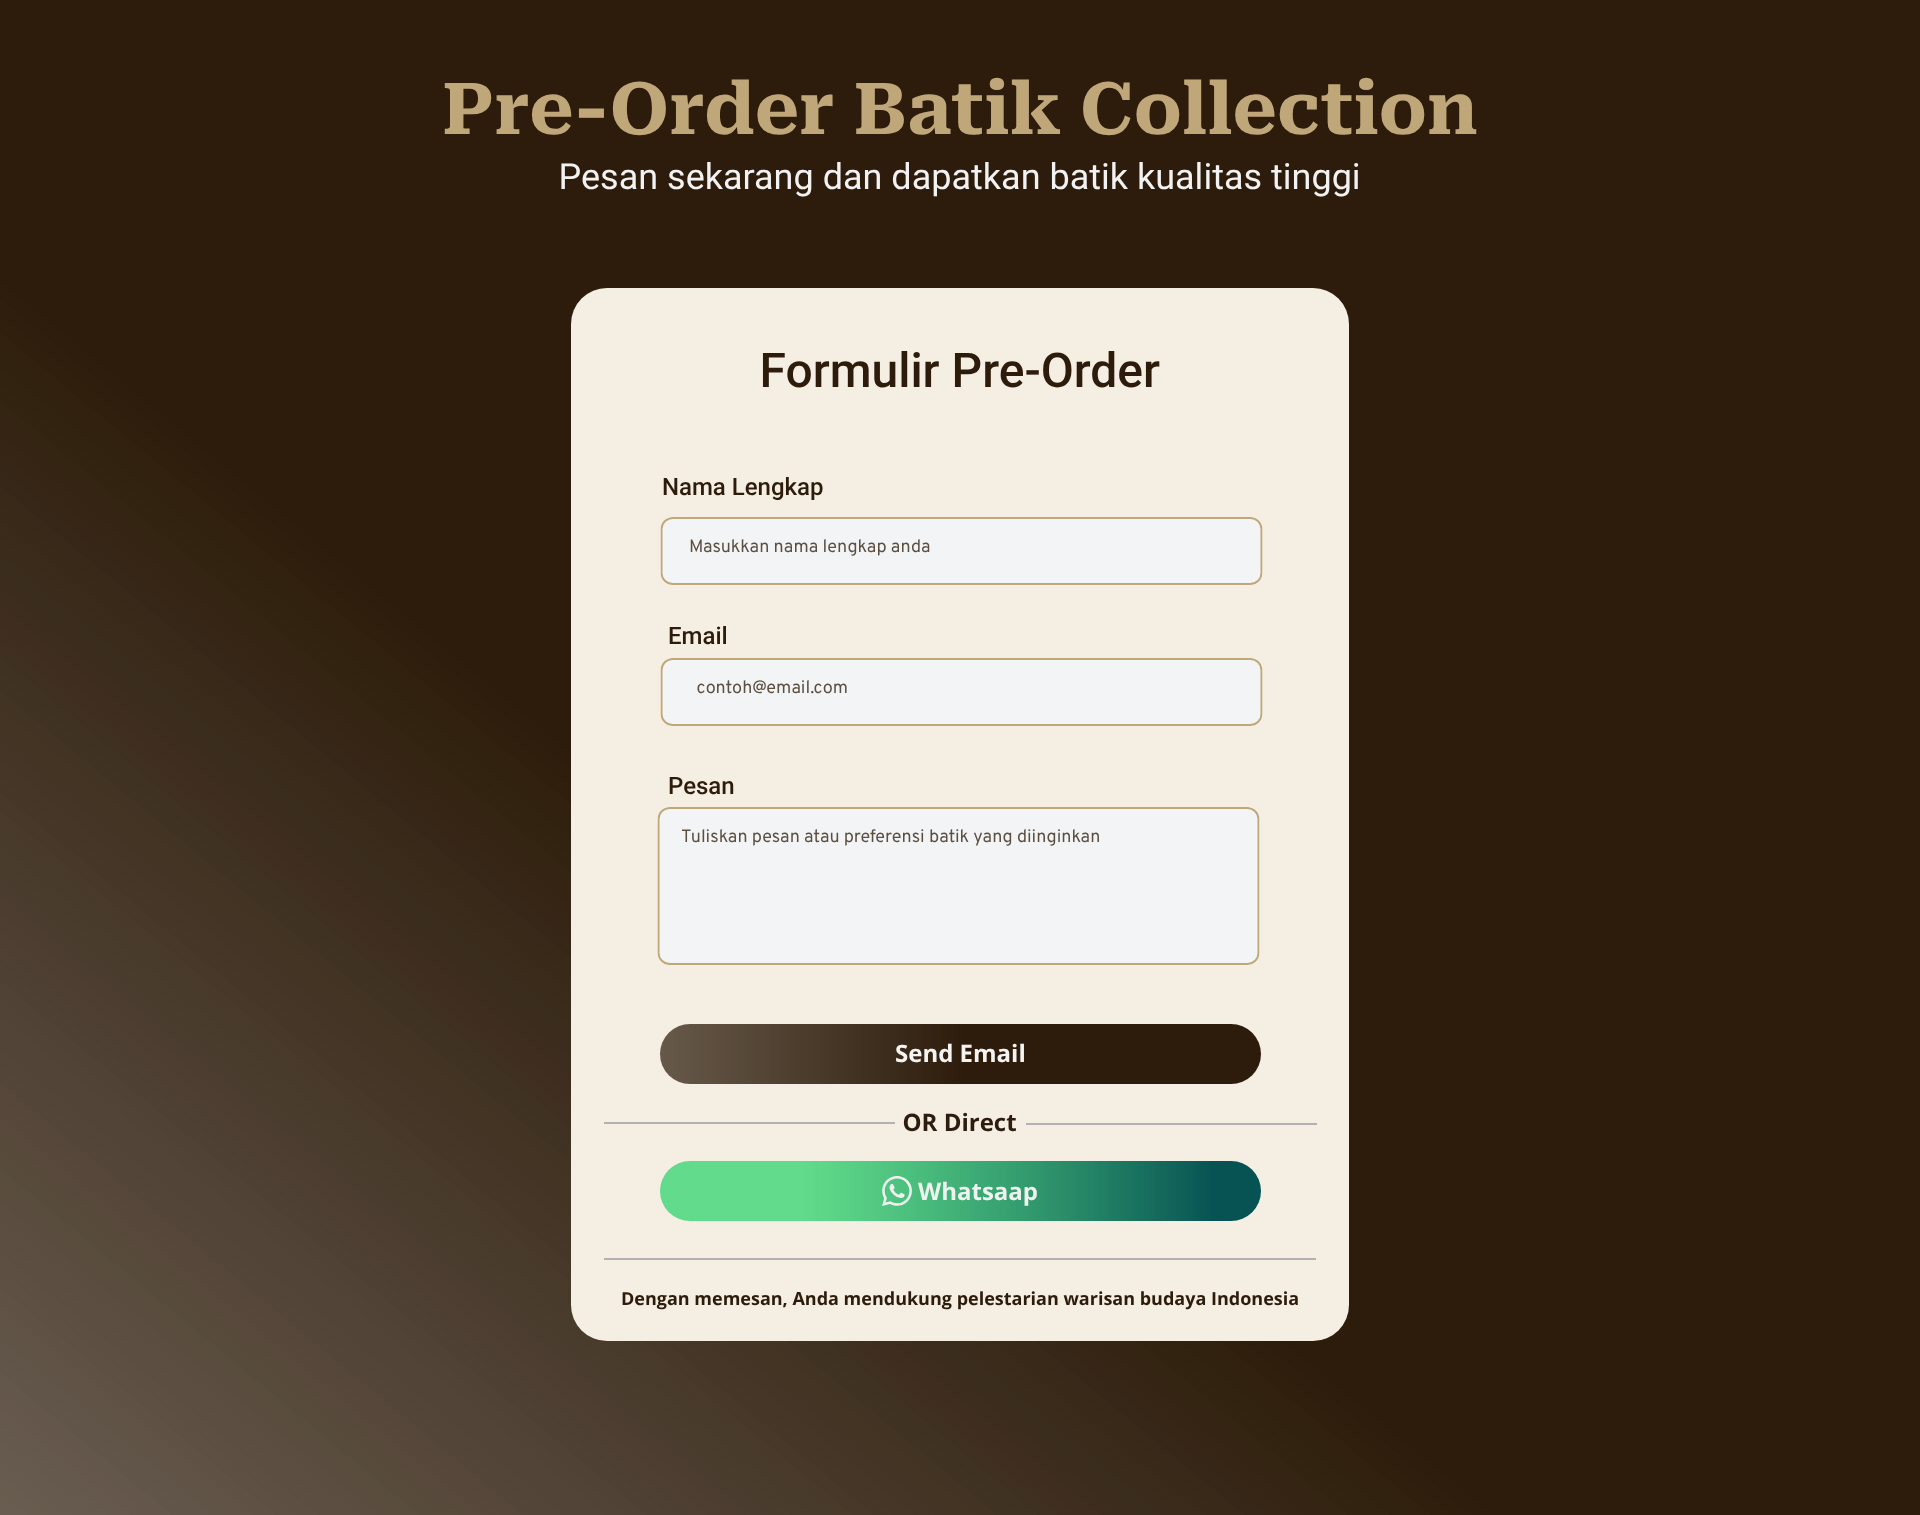 Pre-Order Batik Collection
Pesan sekarang dan dapatkan batik kualitas tinggi
Formulir Pre-Order
Nama Lengkap
Masukkan nama lengkap anda
Email
contoh@email.com
Pesan
Tuliskan pesan atau preferensi batik yang diinginkan
Send Email
OR Direct
Whatsaap
Dengan memesan, Anda mendukung pelestarian warisan budaya Indonesia